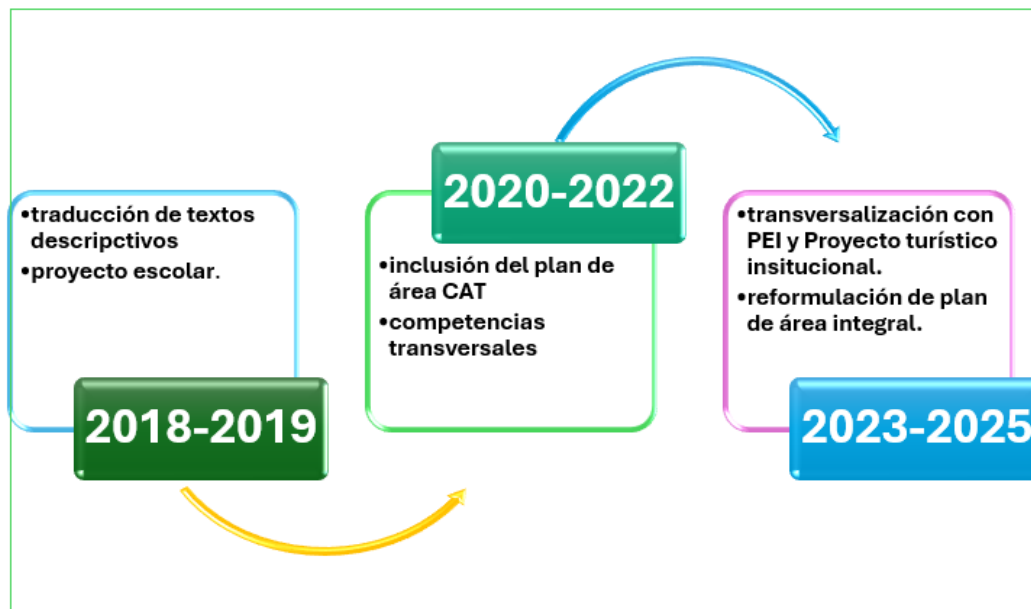 •traducción de textos
descripctivos
•proyecto escolar.
2018-2019
2020-2022
•inclusión del plan de
área CAT
•competencias
transversales
•transversalización con
PEI y Proyecto turístico
insitucional.
•reformulación de plan
de área integral.
2023-2025